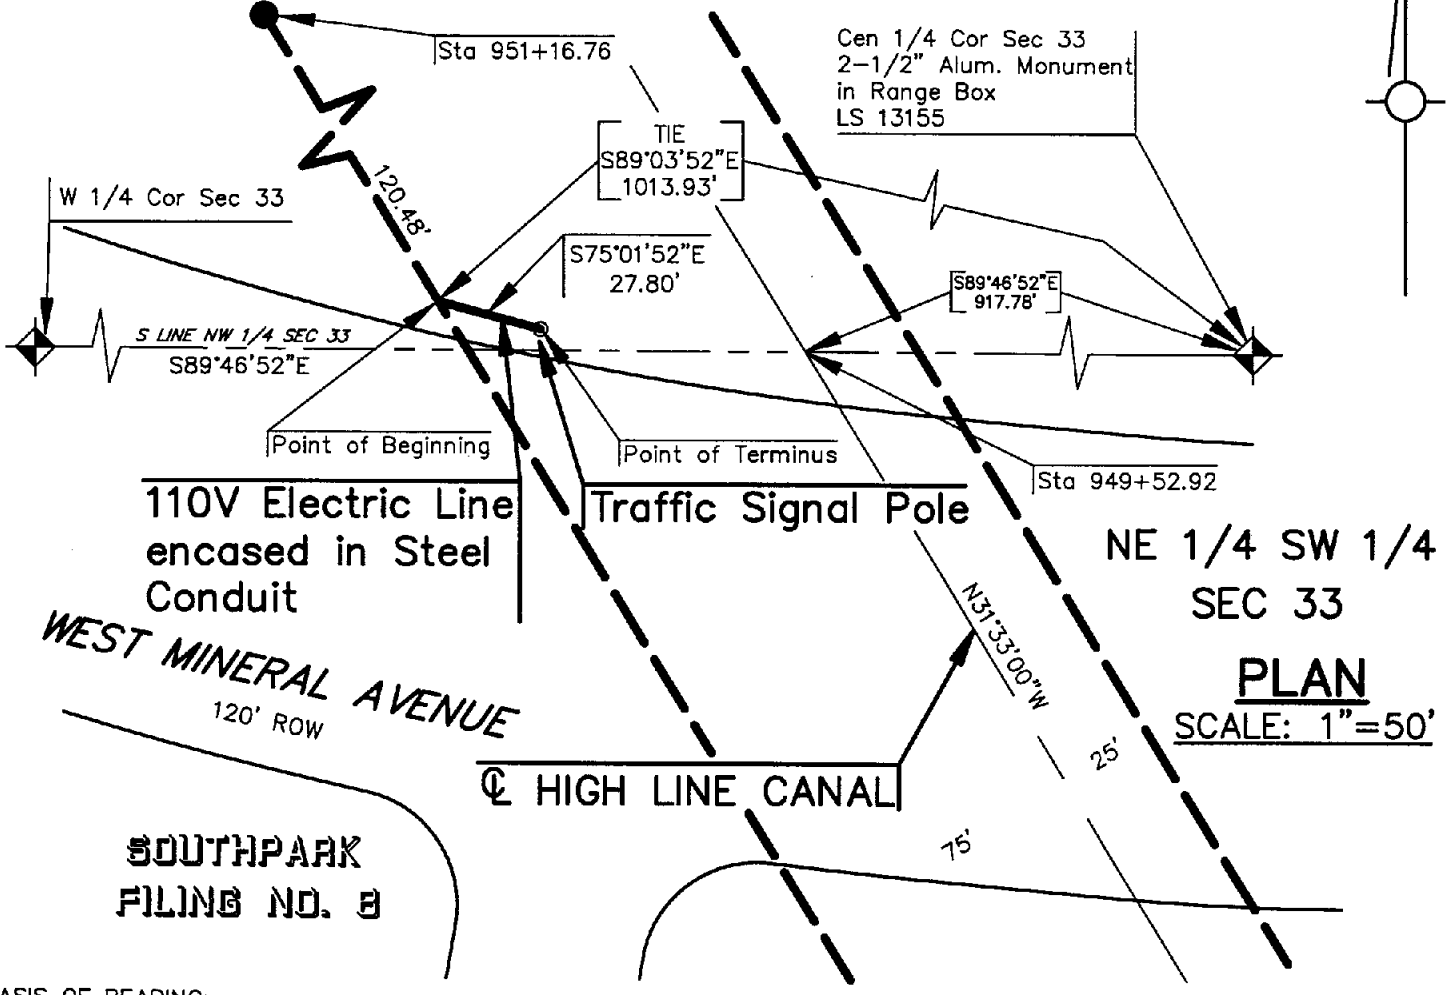 Sta 951+16.76
Cen 1/4 Cor Sec 33
2-1/2" Alum. Monument
in Range Box
LS 13155
TIE
S89°03'52"E
1013.93'
W 1/4 Cor Sec 33
120.48'
S75°01'52"E
27.80'
S89°46'52"E
917.78'
S LINE NW 1/4 SEC 33
S89°46'52"E
Point of Beginning
Point of Terminus
Sta 949+52.92
110V Electric Line
encased in Steel
Conduit
Traffic Signal Pole
NE 1/4 SW 1/4
SEC 33
N31°33'00"W
WEST MINERAL AVENUE
120' ROW
PLAN
SCALE: 1"=50'
25'
℄ HIGH LINE CANAL
75'
SOUTHPARK
FILING NO. 8